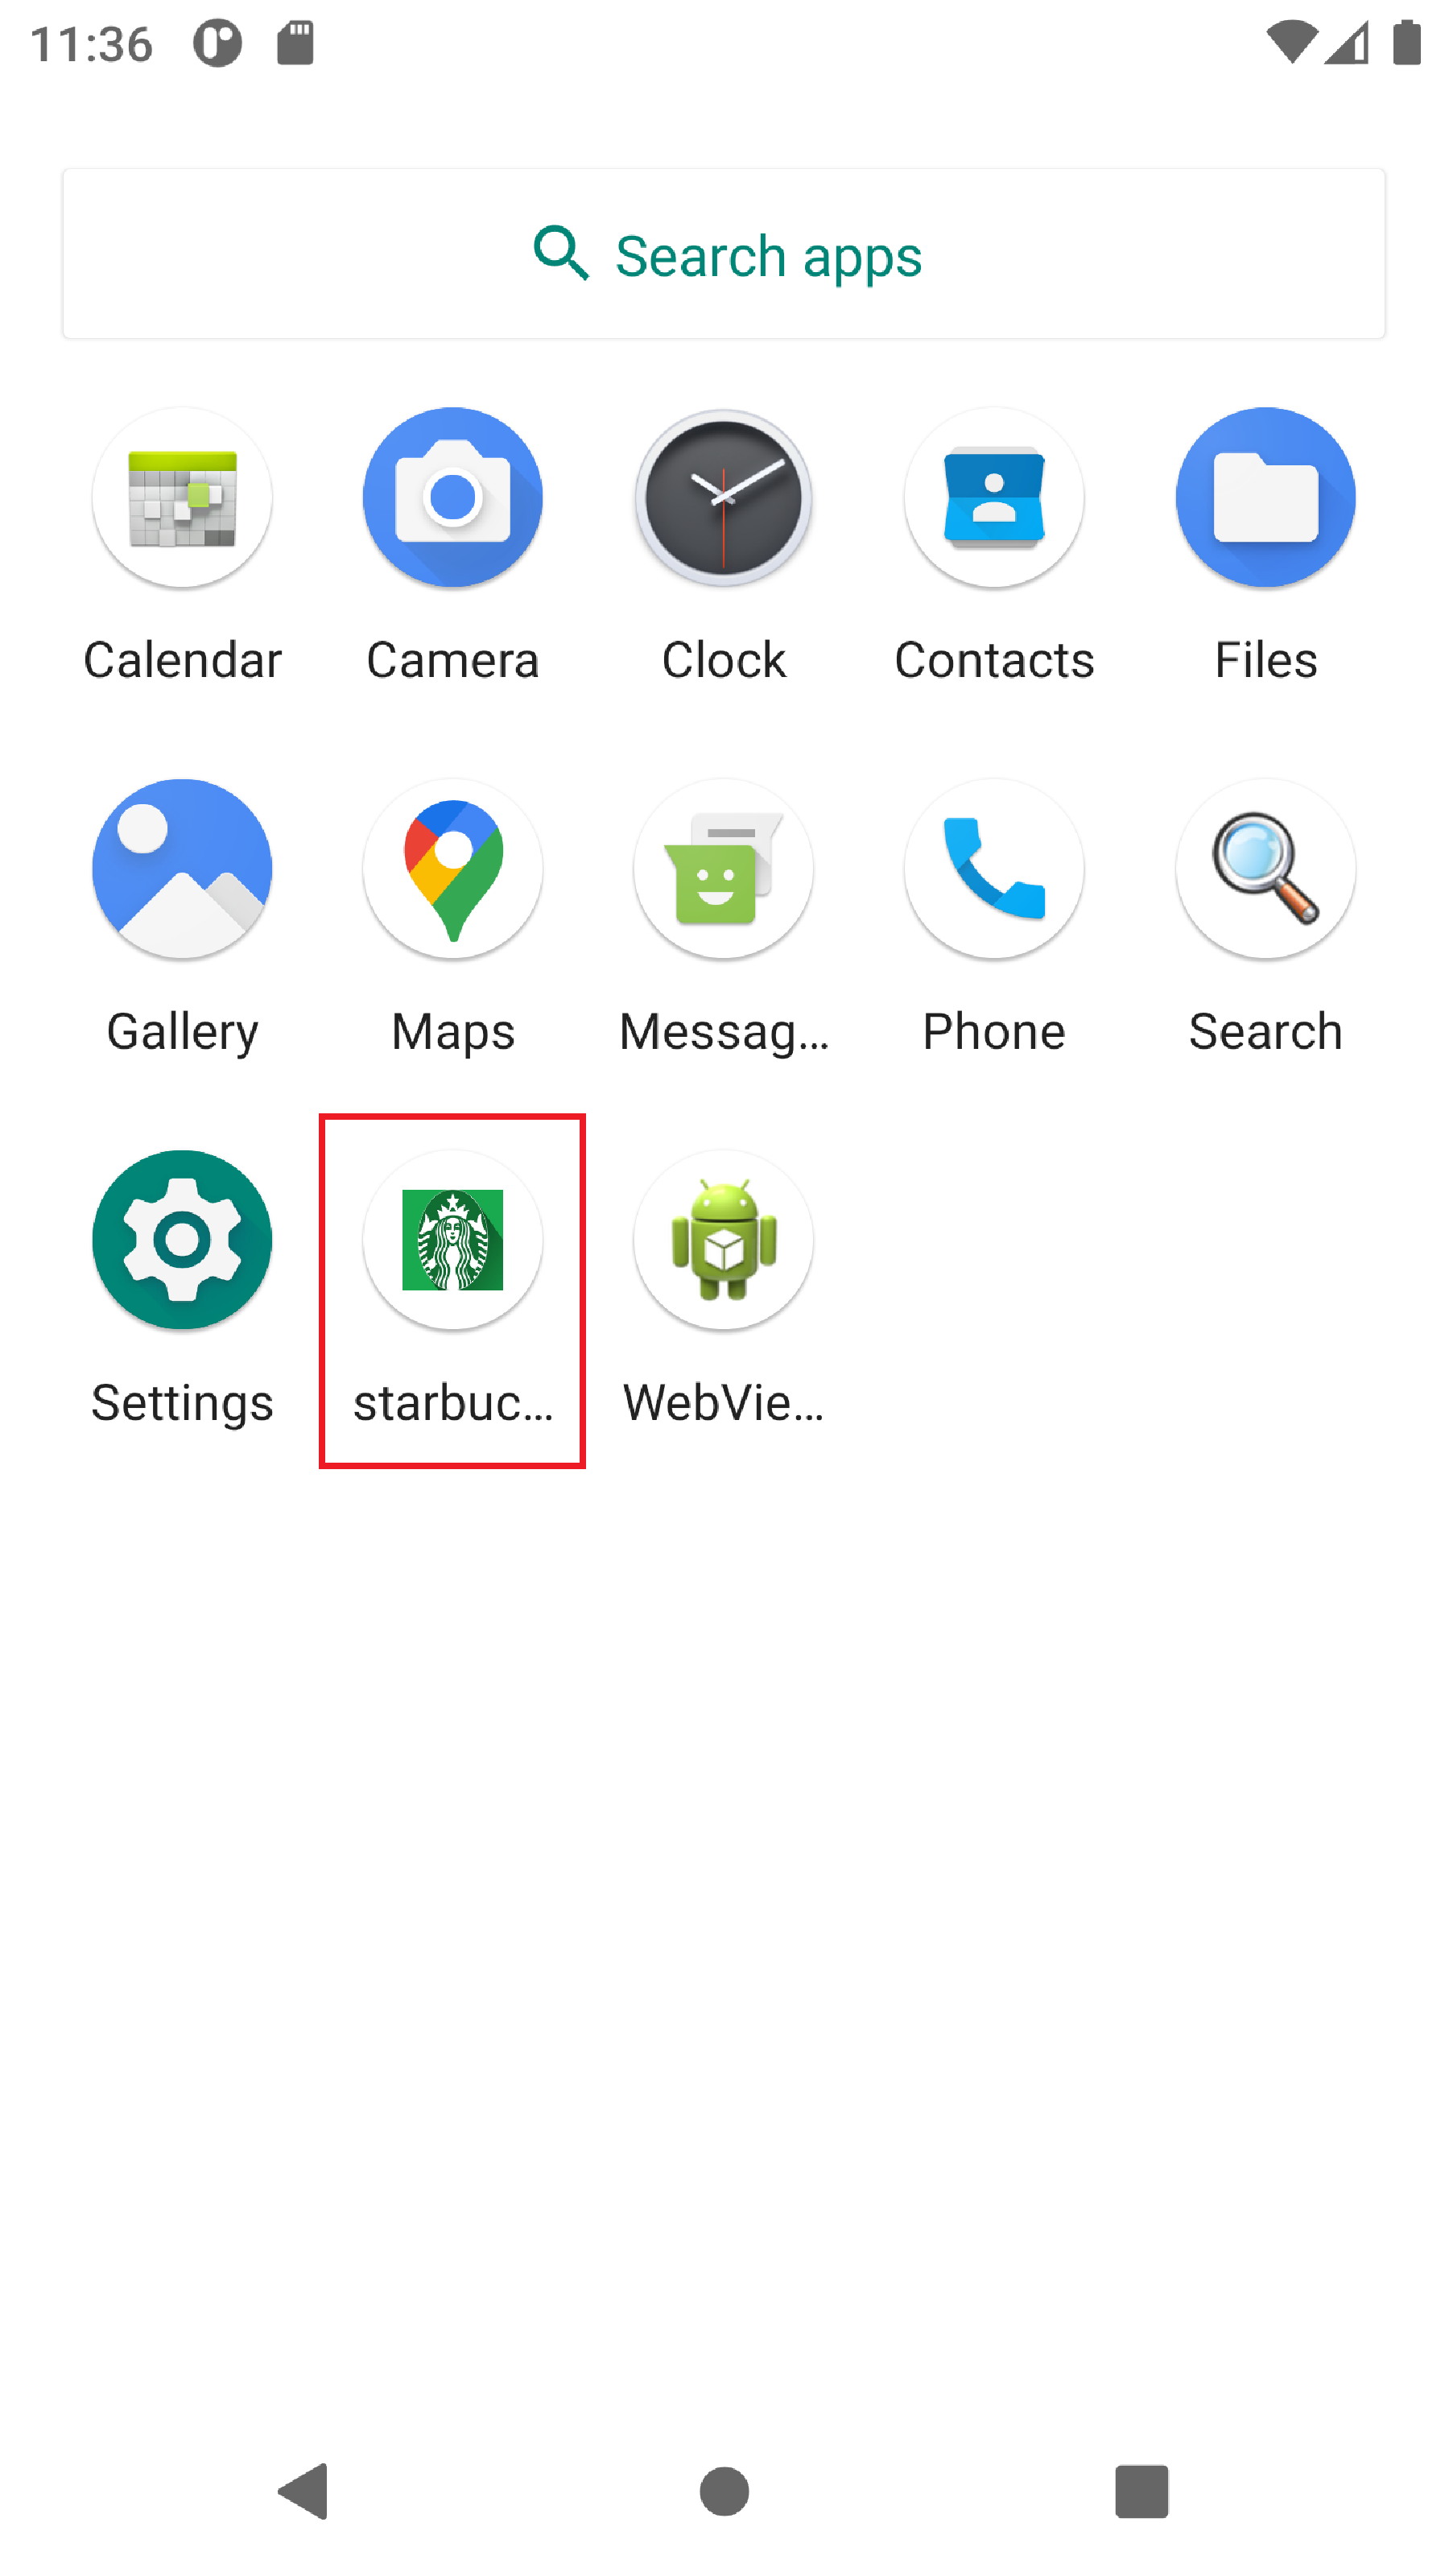 11:36
Search apps
Calendar Camera Clock Contacts Files
Gallery Maps Messag... Phone Search
Settings starbuc... WebVie...